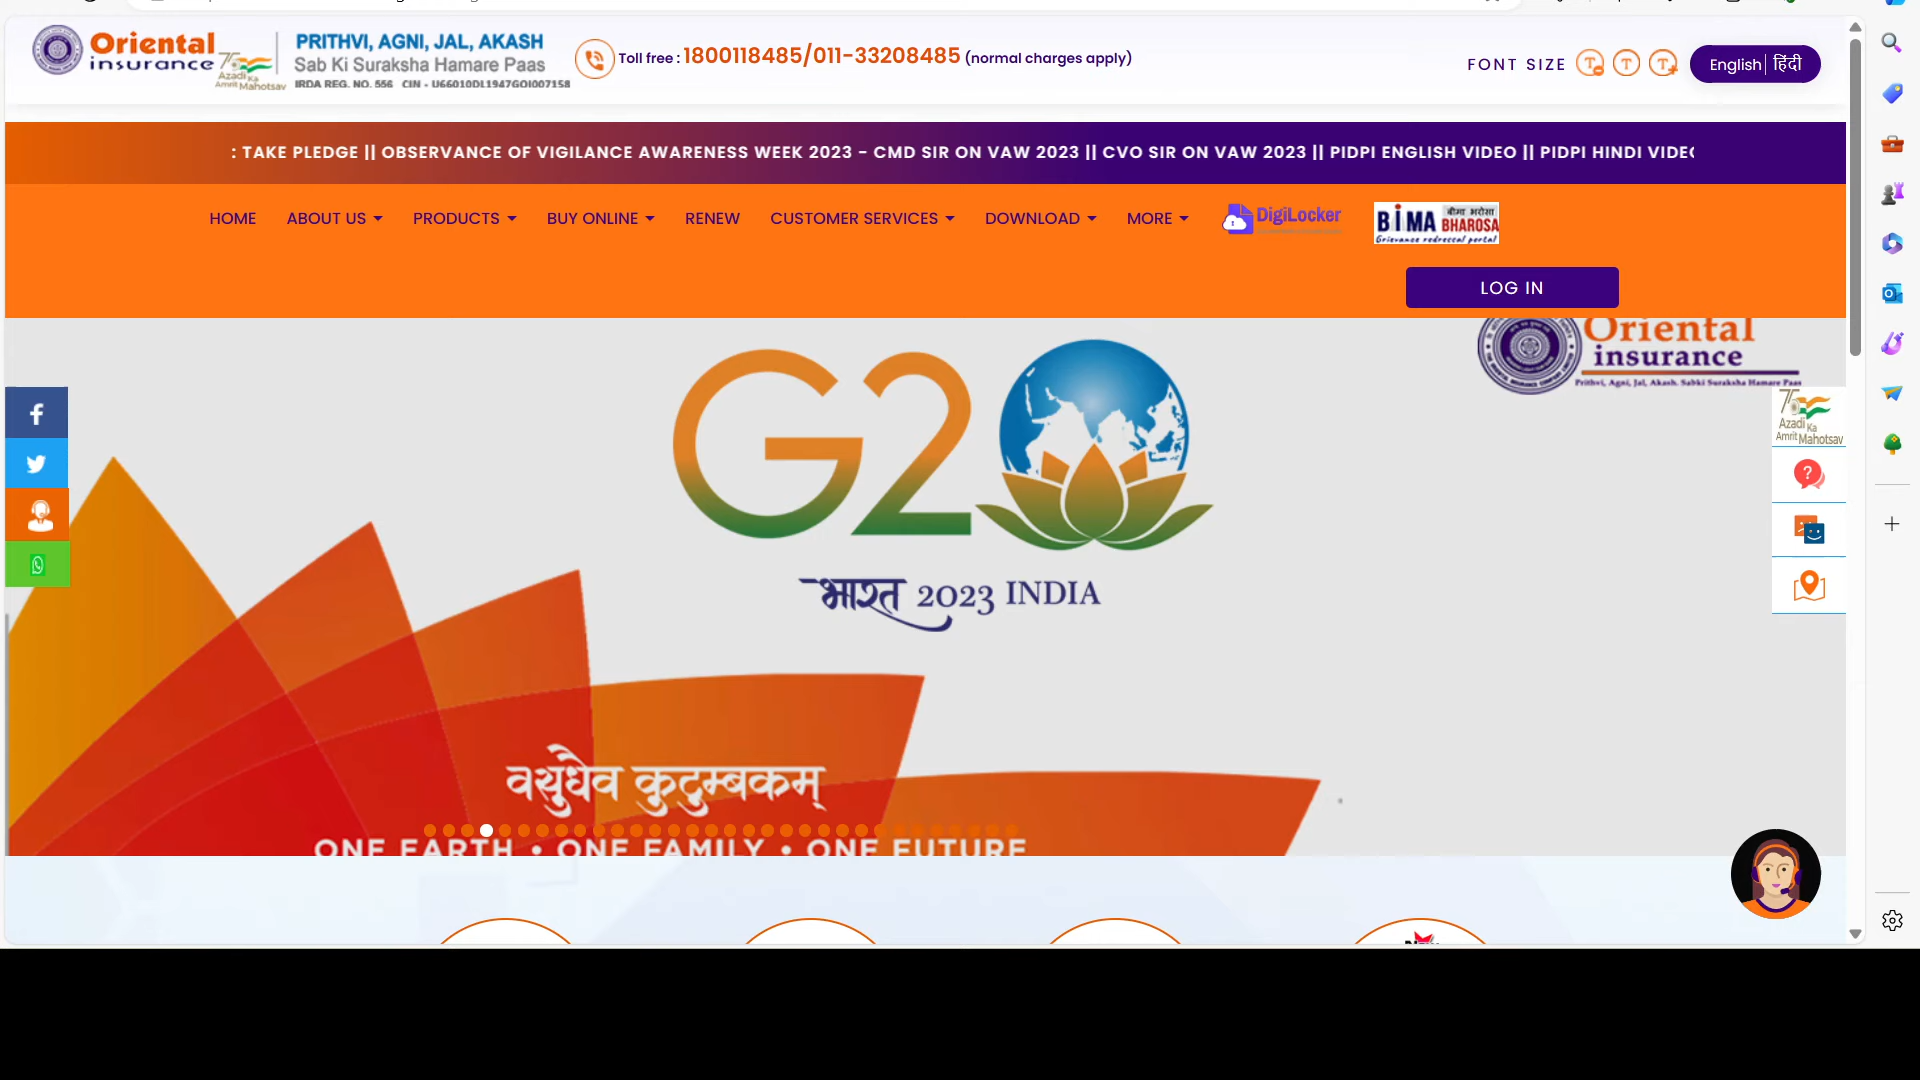 Oriental
insurance
75
Azadi Ka
Amrit Mahotsav
PRITHVI, AGNI, JAL, AKASH
Sab Ki Suraksha Hamare Paas
IRDA REG. NO. 556 CIN - U66010DL1947GOI007158
Toll free : 1800118485/011-33208485 (normal charges apply)
FONT SIZE
T T T+
English हिंदी
: TAKE PLEDGE || OBSERVANCE OF VIGILANCE AWARENESS WEEK 2023 - CMD SIR ON VAW 2023 || CVO SIR ON VAW 2023 || PIDPI ENGLISH VIDEO || PIDPI HINDI VIDEO
HOME ABOUT US PRODUCTS BUY ONLINE RENEW CUSTOMER SERVICES DOWNLOAD MORE
DigiLocker
BIMA बीमा भरोसा
BHAROSA
Grievance redressal portal
LOG IN
Oriental
insurance
Prithvi, Agni, Jal, Akash. Sabki Suraksha Hamare Paas
G20
भारत 2023 INDIA
75
Azadi Ka
Amrit Mahotsav
वसुधैव कुटुम्बकम्
ONE EARTH • ONE FAMILY • ONE FUTURE